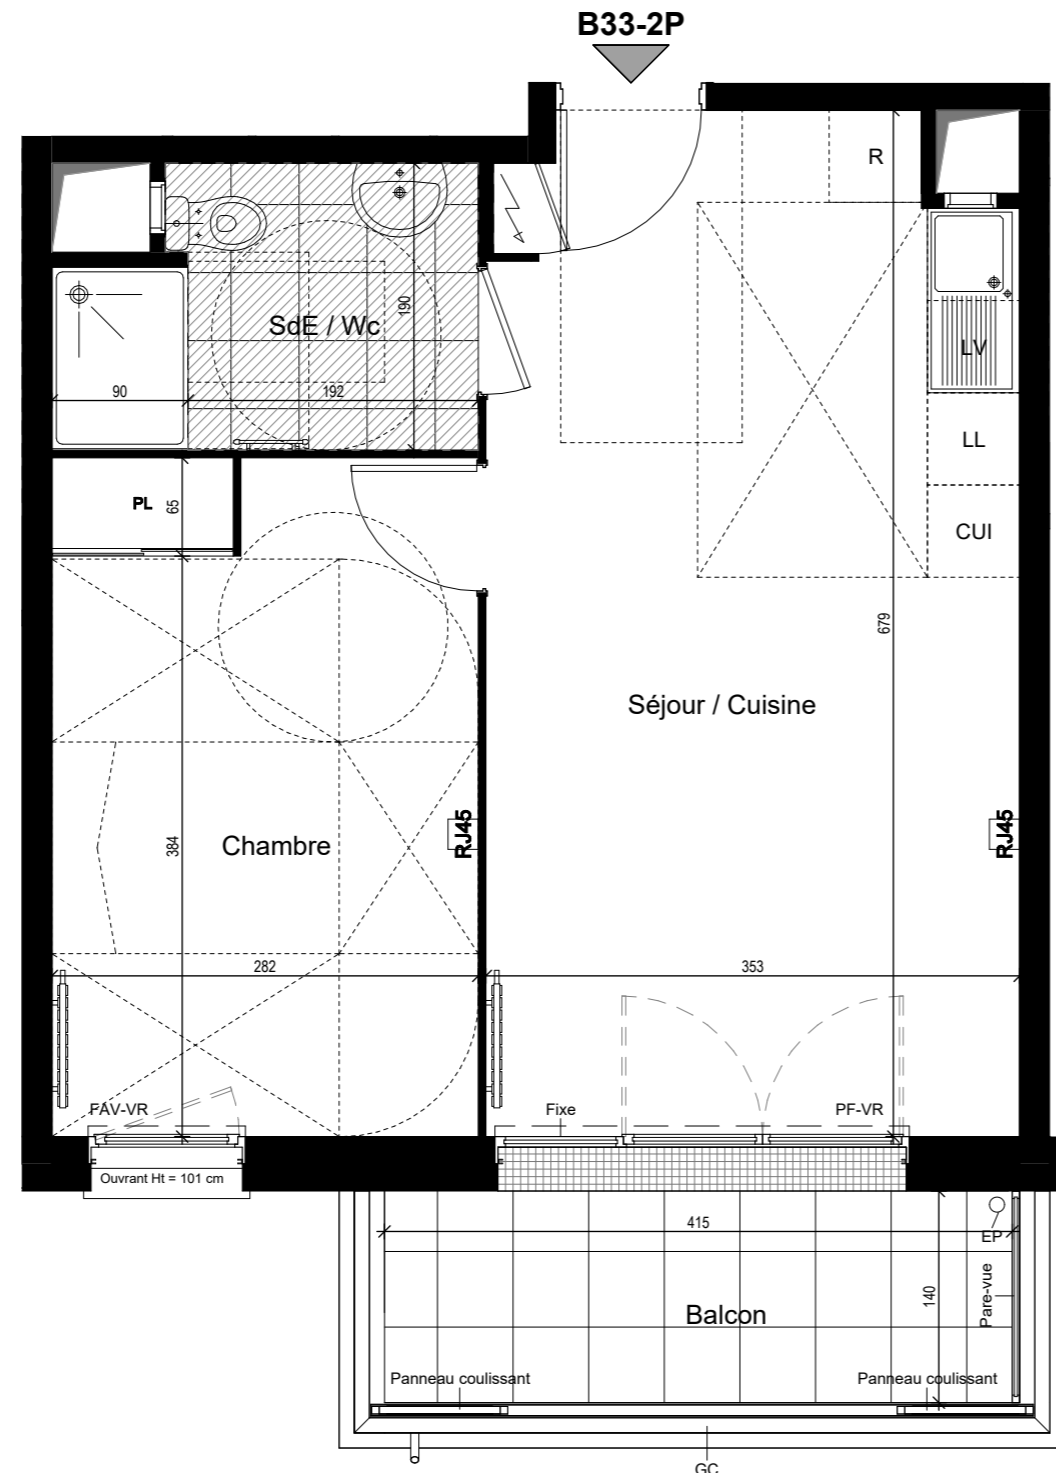 B33-2P
R
190
SdE / Wc
LV
90
192
LL
PL
65
CUI
679
Séjour / Cuisine
RJ45
RJ45
Chambre
384
282
353
FAV-VR
Fixe
PF-VR
Ouvrant Ht = 101 cm
415
EP
140
Pare-vue
Balcon
Panneau coulissant
Panneau coulissant
GC